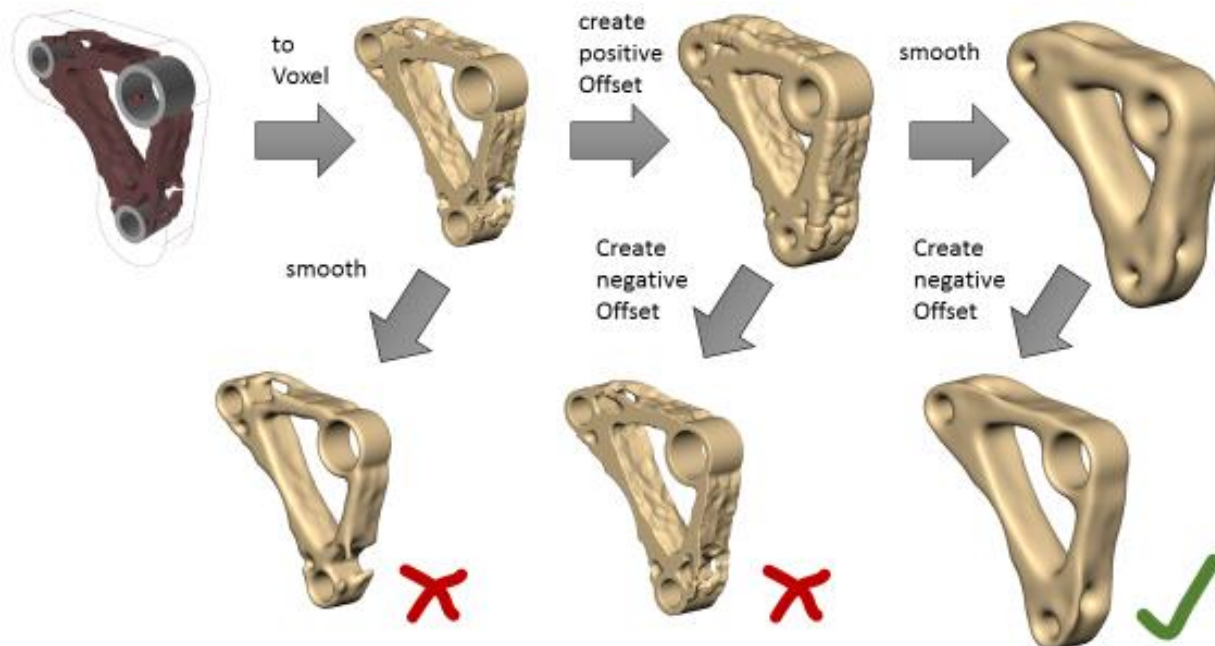 to
Voxel
create
positive
Offset
smooth
smooth
Create
negative
Offset
Create
negative
Offset